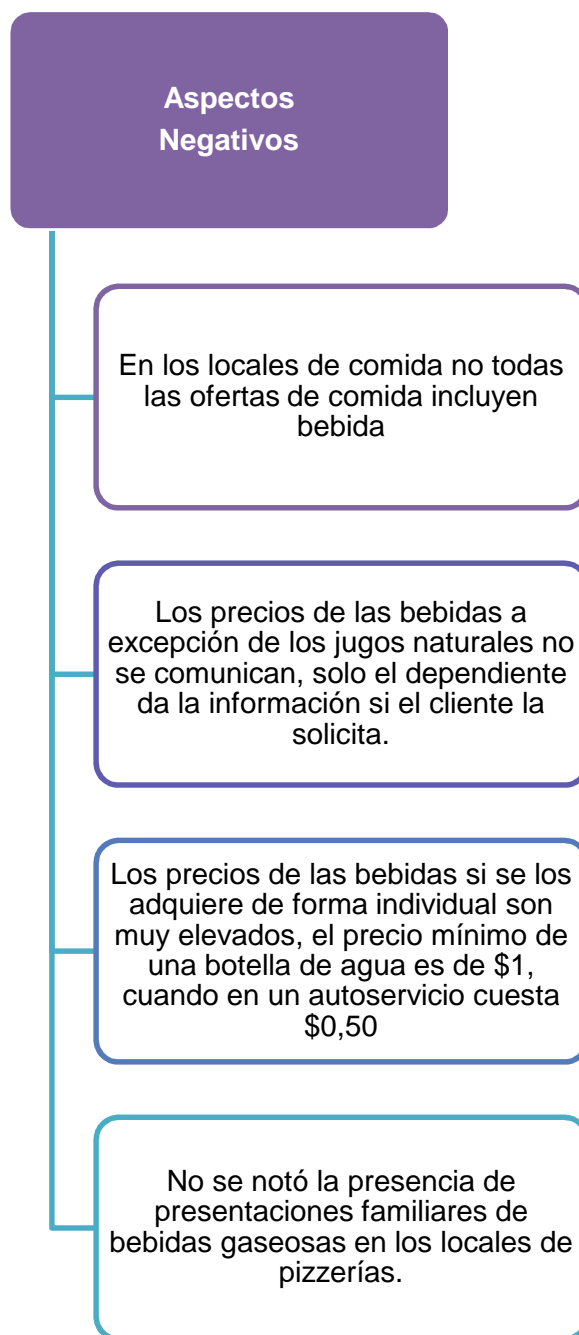 Aspectos
Negativos
En los locales de comida no todas
las ofertas de comida incluyen
bebida
Los precios de las bebidas a
excepción de los jugos naturales no
se comunican, solo el dependiente
da la información si el cliente la
solicita.
Los precios de las bebidas si se los
adquiere de forma individual son
muy elevados, el precio mínimo de
una botella de agua es de $1,
cuando en un autoservicio cuesta
$0,50
No se notó la presencia de
presentaciones familiares de
bebidas gaseosas en los locales de
pizzerías.